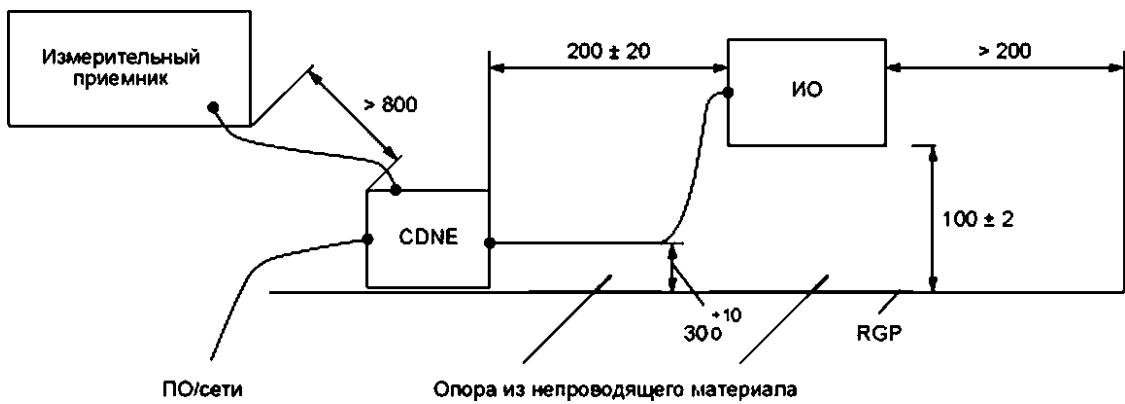 Измерительный
приемник
> 800
200 ± 20
ИО
> 200
CDNE
100 ± 2
30 +10 0
RGP
ПО/сети
Опора из непроводящего материала